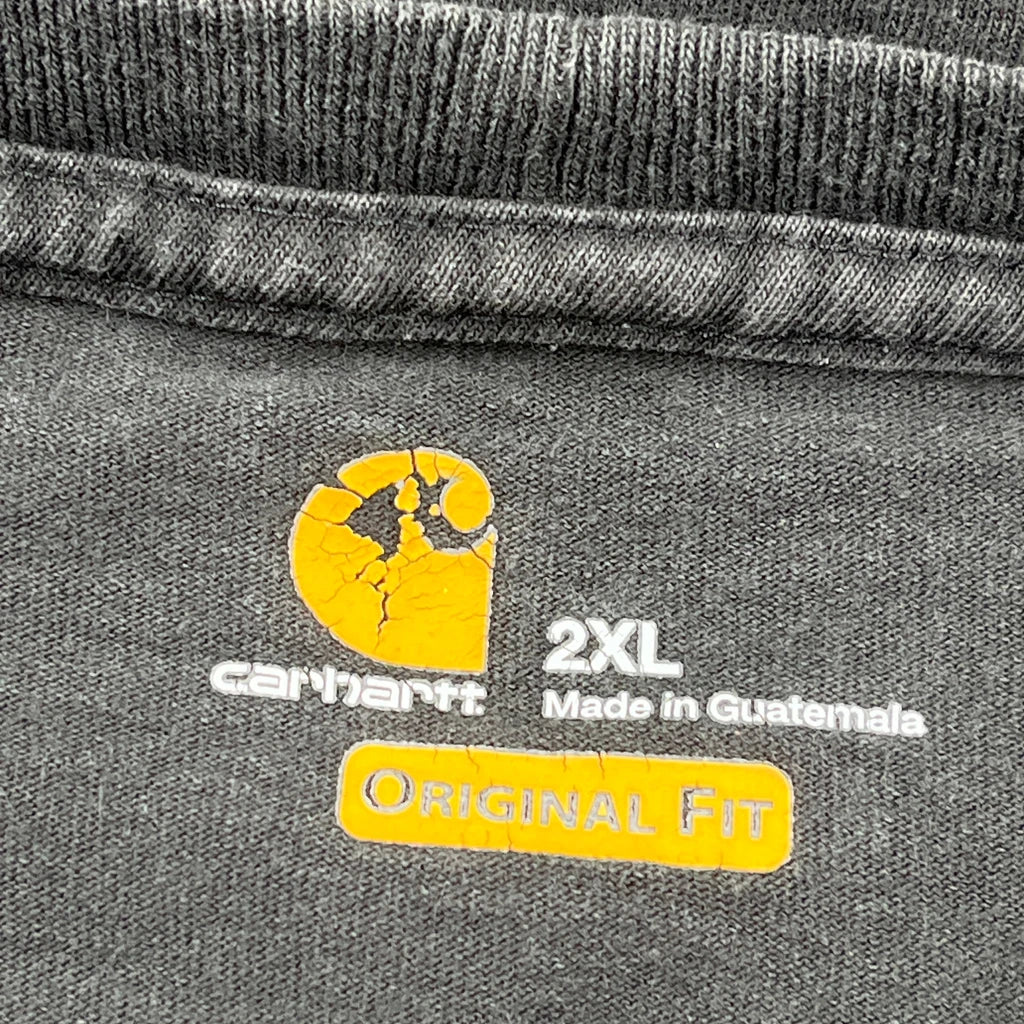 carhartt
2XL
Made in Guatemala
ORIGINAL FIT